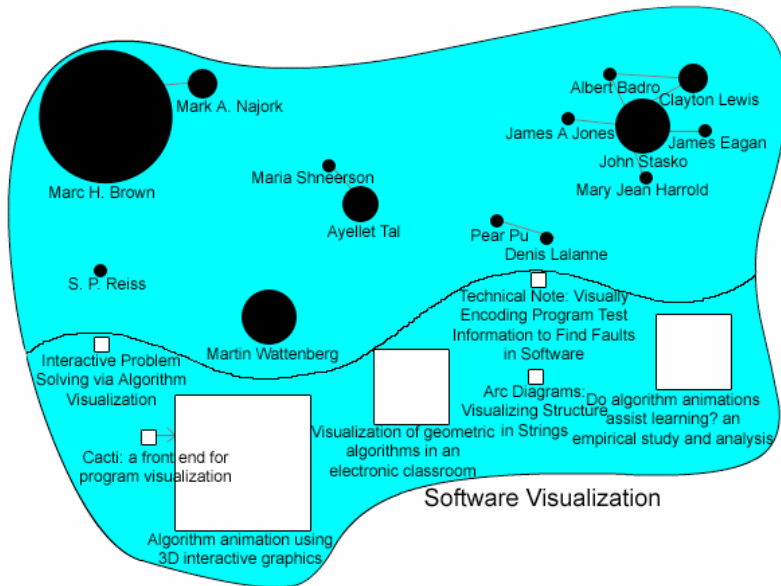 Mark A. Najork
Marc H. Brown
Albert Badro
Clayton Lewis
James A Jones
James Eagan
John Stasko
Mary Jean Harrold
Maria Shneerson
Ayellet Tal
Pear Pu
Denis Lalanne
S. P. Reiss
Martin Wattenberg
Technical Note: Visually
Encoding Program Test
Information to Find Faults
in Software
Interactive Problem
Solving via Algorithm
Visualization
Arc Diagrams:
Visualizing Structure
in Strings
Do algorithm animations
assist learning? an
empirical study and analysis
Visualization of geometric
algorithms in an
electronic classroom
Cacti: a front end for
program visualization
Algorithm animation using
3D interactive graphics
Software Visualization